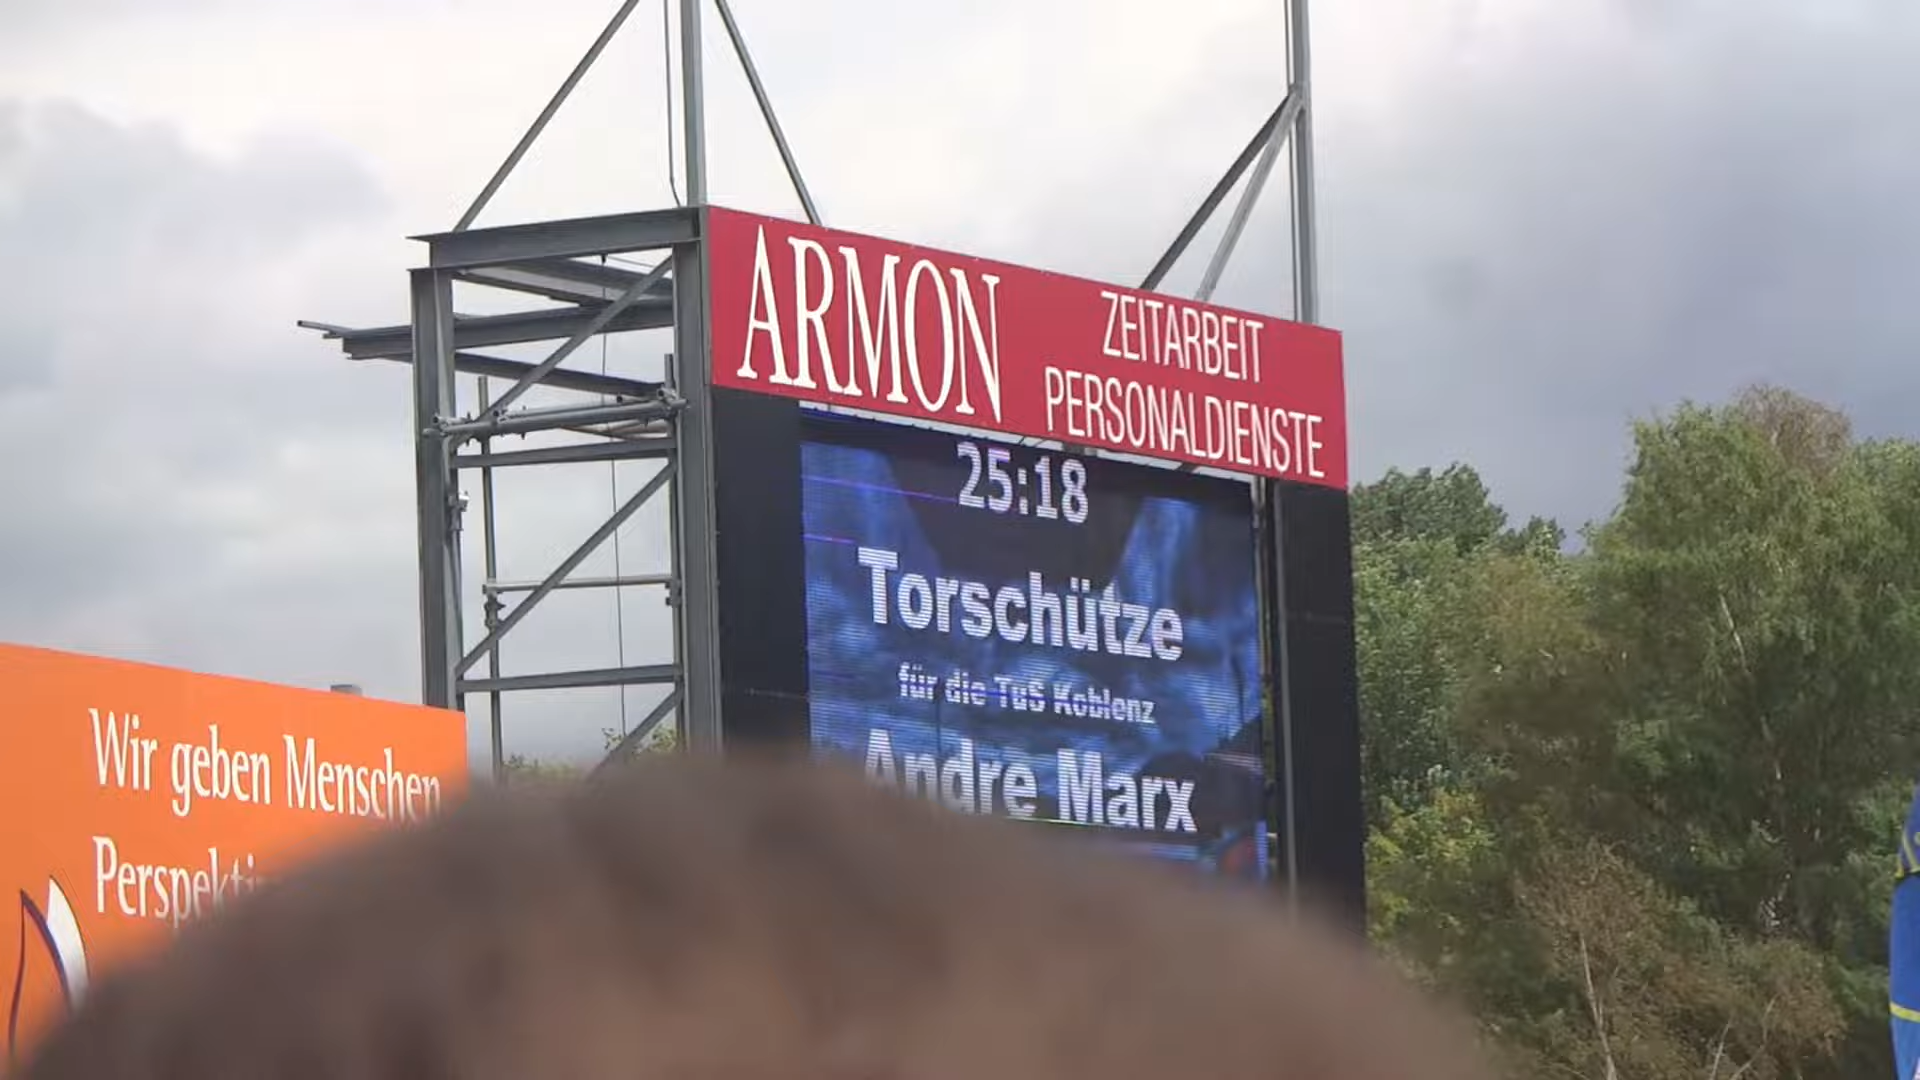 ARMON
ZEITARBEIT
PERSONALDIENSTE
25:18
Torschütze
für die TuS Koblenz
Andre Marx
Wir geben Menschen